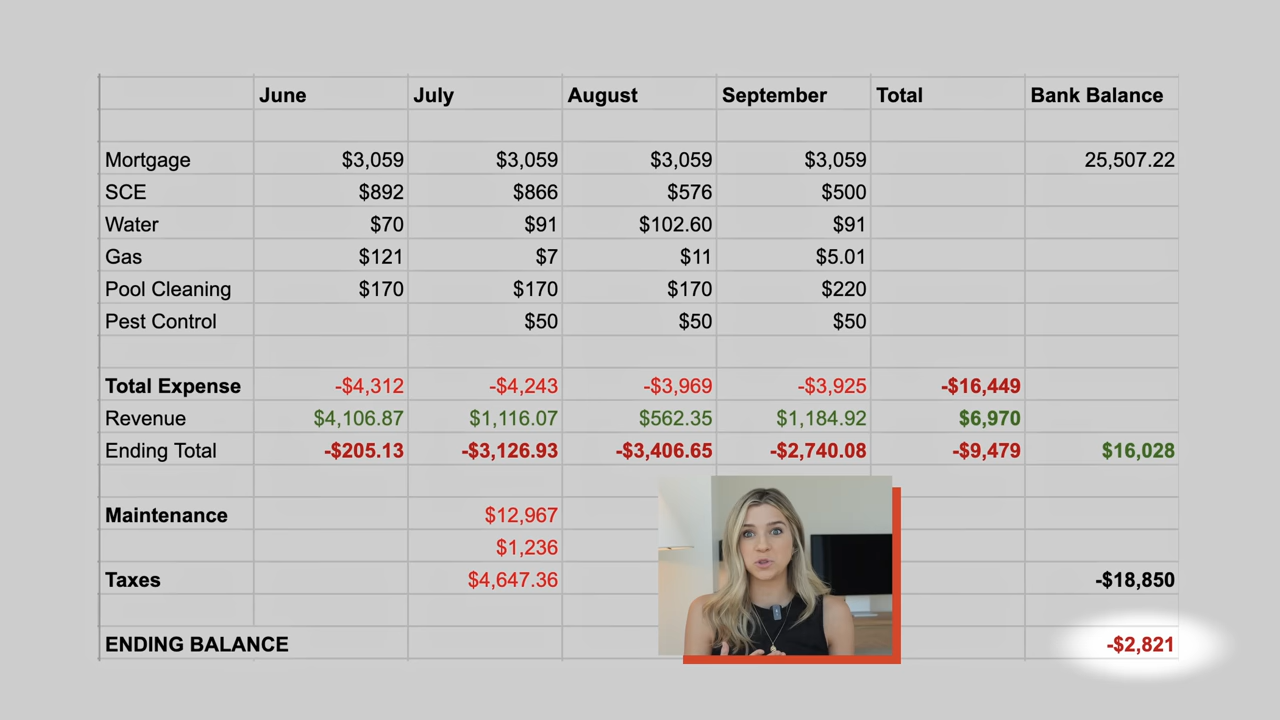 June July August September Total Bank Balance
Mortgage $3,059 $3,059 $3,059 $3,059 25,507.22
SCE $892 $866 $576 $500
Water $70 $91 $102.60 $91
Gas $121 $7 $11 $5.01
Pool Cleaning $170 $170 $170 $220
Pest Control $50 $50 $50
Total Expense -$4,312 -$4,243 -$3,969 -$3,925 -$16,449
Revenue $4,106.87 $1,116.07 $562.35 $1,184.92 $6,970
Ending Total -$205.13 -$3,126.93 -$3,406.65 -$2,740.08 -$9,479 $16,028
Maintenance $12,967
$1,236
Taxes $4,647.36 -$18,850
ENDING BALANCE -$2,821